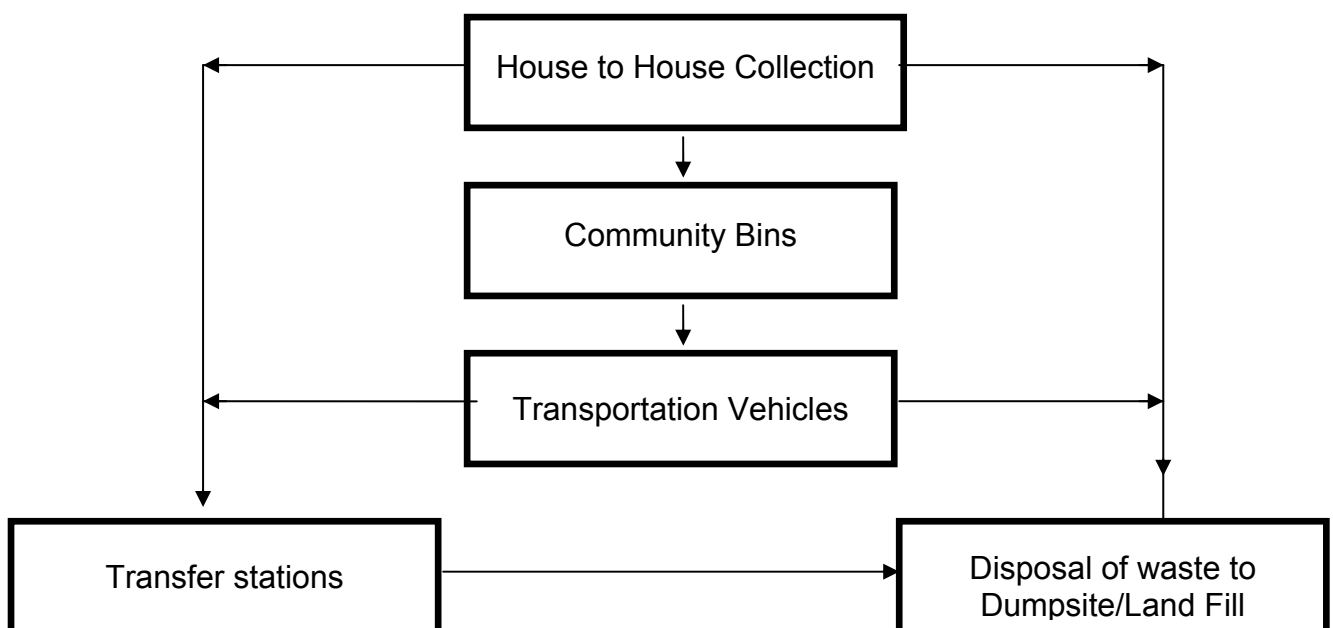 House to House Collection
Community Bins
Transportation Vehicles
Transfer stations
Disposal of waste to
Dumpsite/Land Fill